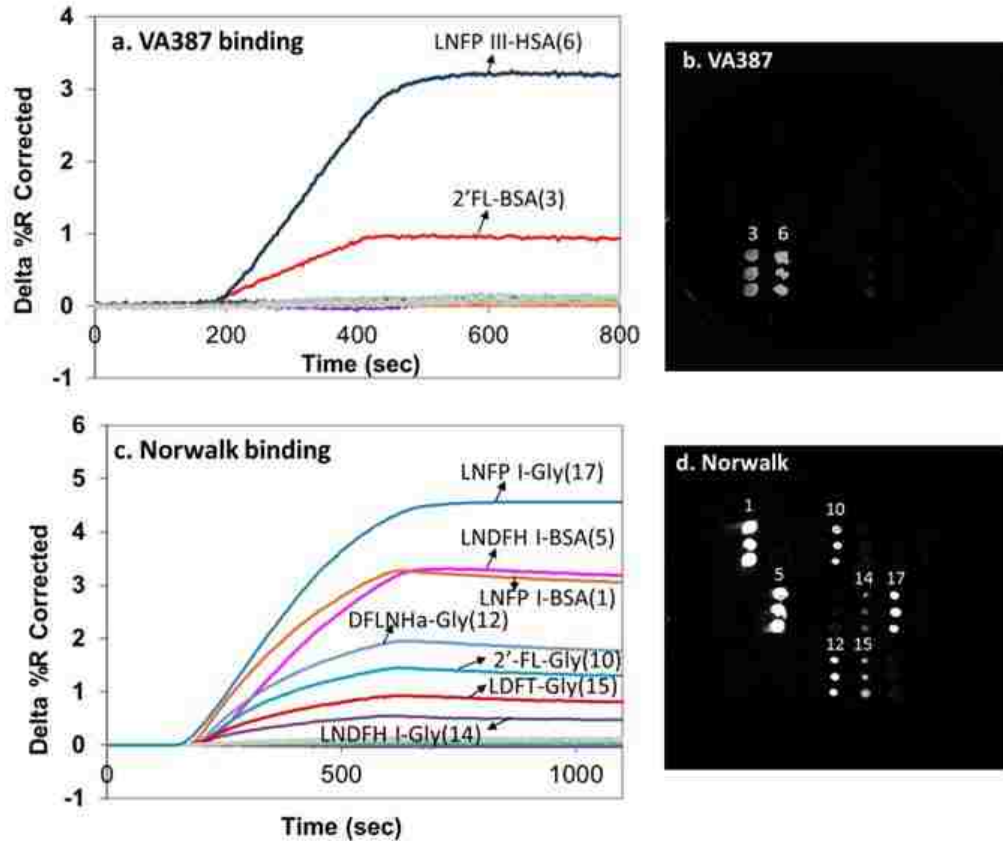 a. VA387 binding
Delta %R Corrected
4
3
2
1
0
-1
LNFP III-HSA(6)
2'FL-BSA(3)
0
200
400
600
800
Time (sec)
b. VA387
3
6
c. Norwalk binding
Delta %R Corrected
6
5
4
3
2
1
0
-1
LNFP I-Gly(17)
LNDFH I-BSA(5)
LNFP I-BSA(1)
DFLNHa-Gly(12)
2'-FL-Gly(10)
LDFT-Gly(15)
LNDFH I-Gly(14)
0
500
1000
Time (sec)
d. Norwalk
1
10
5
14
17
12
15